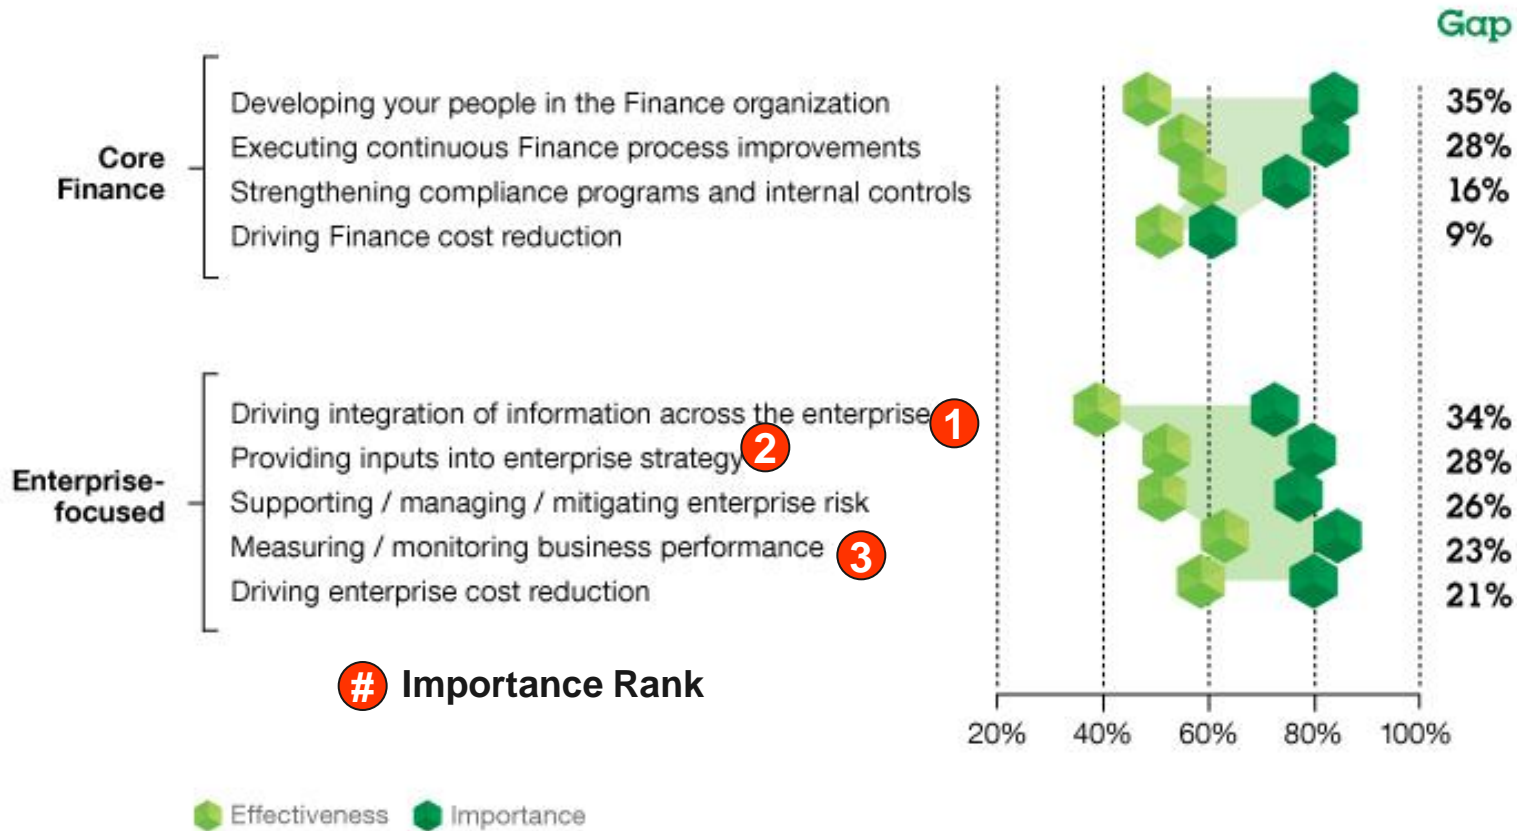 Gap
Core
Finance
Developing your people in the Finance organization 35%
Executing continuous Finance process improvements 28%
Strengthening compliance programs and internal controls 16%
Driving Finance cost reduction 9%
Enterprise-
focused
Driving integration of information across the enterprise 1 34%
Providing inputs into enterprise strategy 2 28%
Supporting / managing / mitigating enterprise risk 26%
Measuring / monitoring business performance 3 23%
Driving enterprise cost reduction 21%
# Importance Rank
20% 40% 60% 80% 100%
Effectiveness Importance